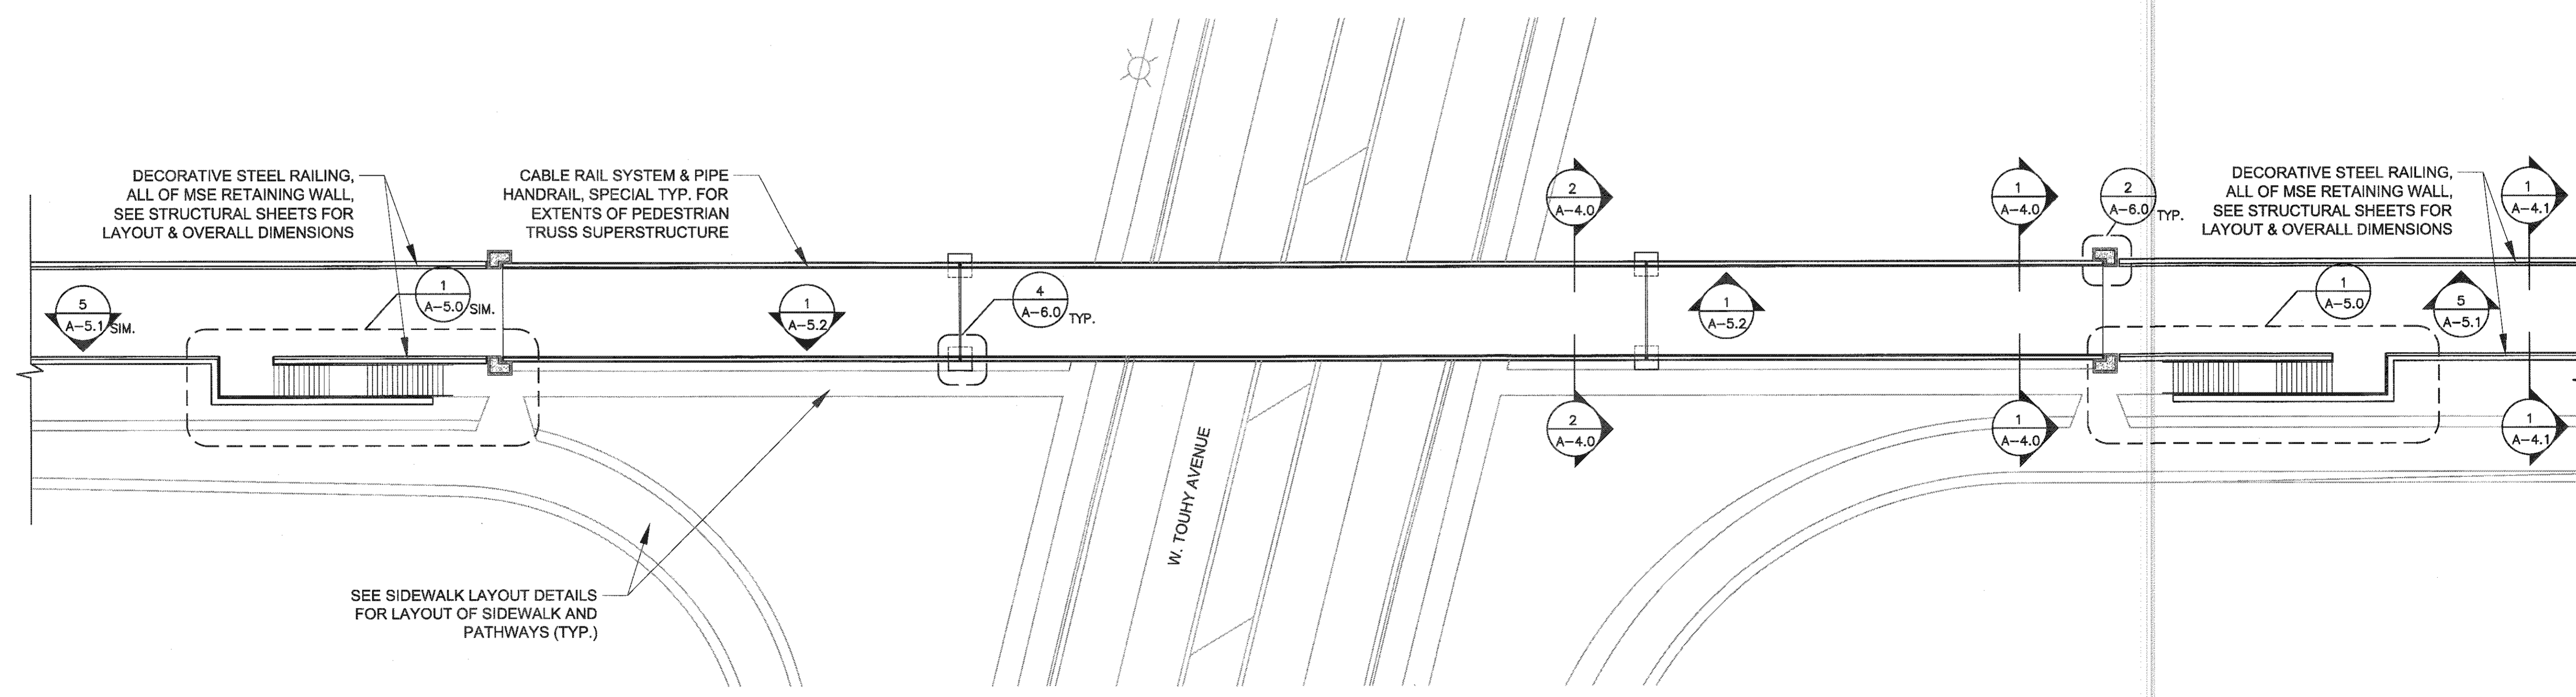 DECORATIVE STEEL RAILING,
ALL OF MSE RETAINING WALL,
SEE STRUCTURAL SHEETS FOR
LAYOUT & OVERALL DIMENSIONS
CABLE RAIL SYSTEM & PIPE
HANDRAIL, SPECIAL TYP. FOR
EXTENTS OF PEDESTRIAN
TRUSS SUPERSTRUCTURE
2
A-4.0
1
A-4.0
2
A-6.0 TYP.
DECORATIVE STEEL RAILING,
ALL OF MSE RETAINING WALL,
SEE STRUCTURAL SHEETS FOR
LAYOUT & OVERALL DIMENSIONS
1
A-4.1
5
A-5.1 SIM.
1
A-5.0 SIM.
1
A-5.2
4
A-6.0 TYP.
1
A-5.2
1
A-5.0
5
A-5.1
2
A-4.0
1
A-4.0
1
A-4.1
W. TOUHY AVENUE
SEE SIDEWALK LAYOUT DETAILS
FOR LAYOUT OF SIDEWALK AND
PATHWAYS (TYP.)